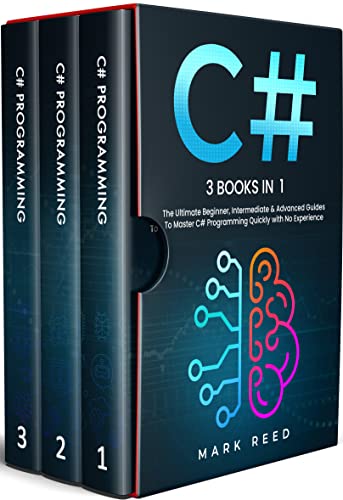 C#
3 BOOKS IN 1
The Ultimate Beginner, Intermediate & Advanced Guides
To Master C# Programming Quickly with No Experience
MARK REED
To
C# PROGRAMMING
3
C# PROGRAMMING
2
C# PROGRAMMING
1